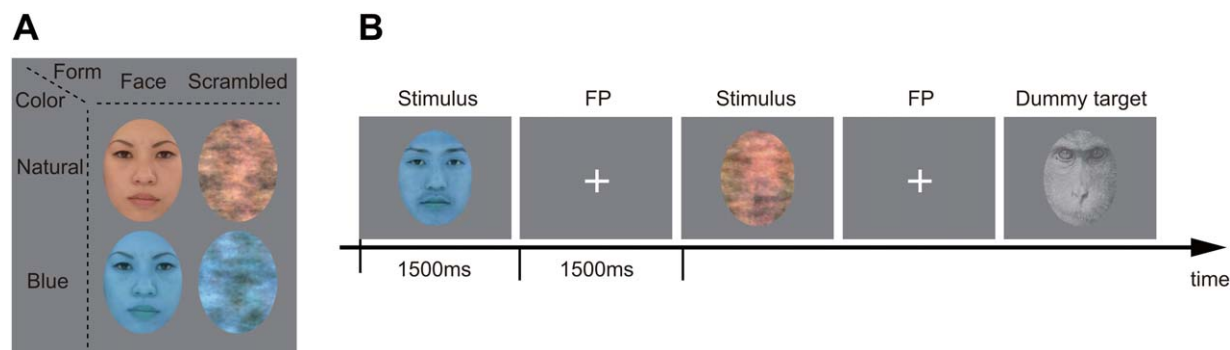 A
Form
Face
Scrambled
Color
Natural
Blue
B
Stimulus
FP
Stimulus
FP
Dummy target
+
+
1500ms
1500ms
time